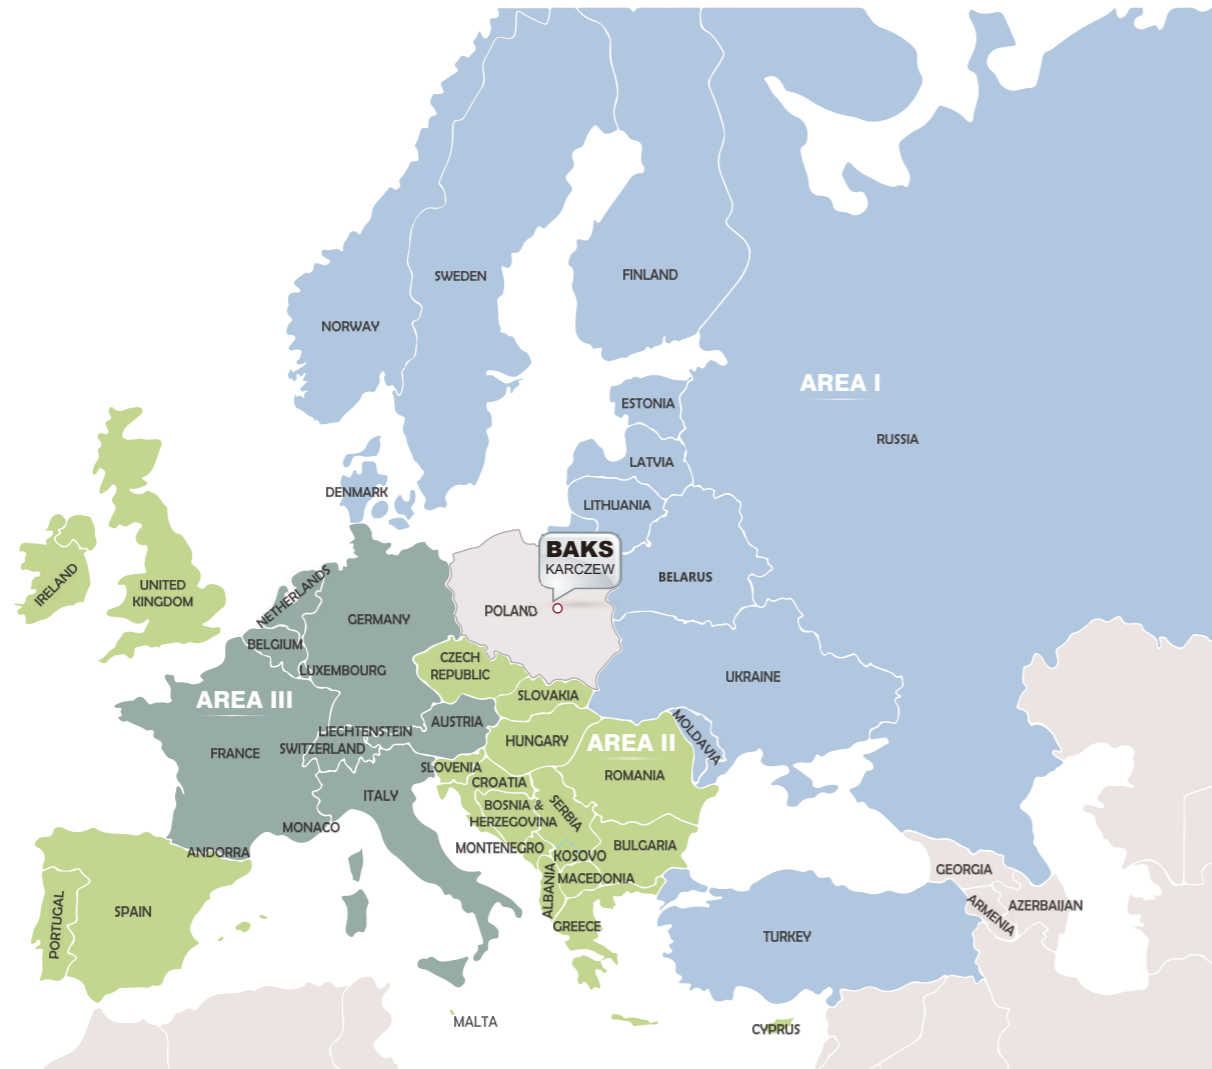 SWEDEN
FINLAND
NORWAY
AREA I
ESTONIA
RUSSIA
LATVIA
DENMARK
LITHUANIA
BAKS
KARCZEW
BELARUS
IRELAND
UNITED
KINGDOM
NETHERLANDS
POLAND
GERMANY
BELGIUM
CZECH
REPUBLIC
LUXEMBOURG
UKRAINE
SLOVAKIA
AREA III
AUSTRIA
LIECHTENSTEIN
MOLDAVIA
HUNGARY
AREA II
SWITZERLAND
FRANCE
SLOVENIA
ROMANIA
CROATIA
ITALY
BOSNIA &
HERZEGOVINA
SERBIA
MONACO
MONTENEGRO
BULGARIA
ANDORRA
KOSOVO
GEORGIA
MACEDONIA
ALBANIA
AZERBAIJAN
ARMENIA
SPAIN
PORTUGAL
GREECE
TURKEY
MALTA
CYPRUS